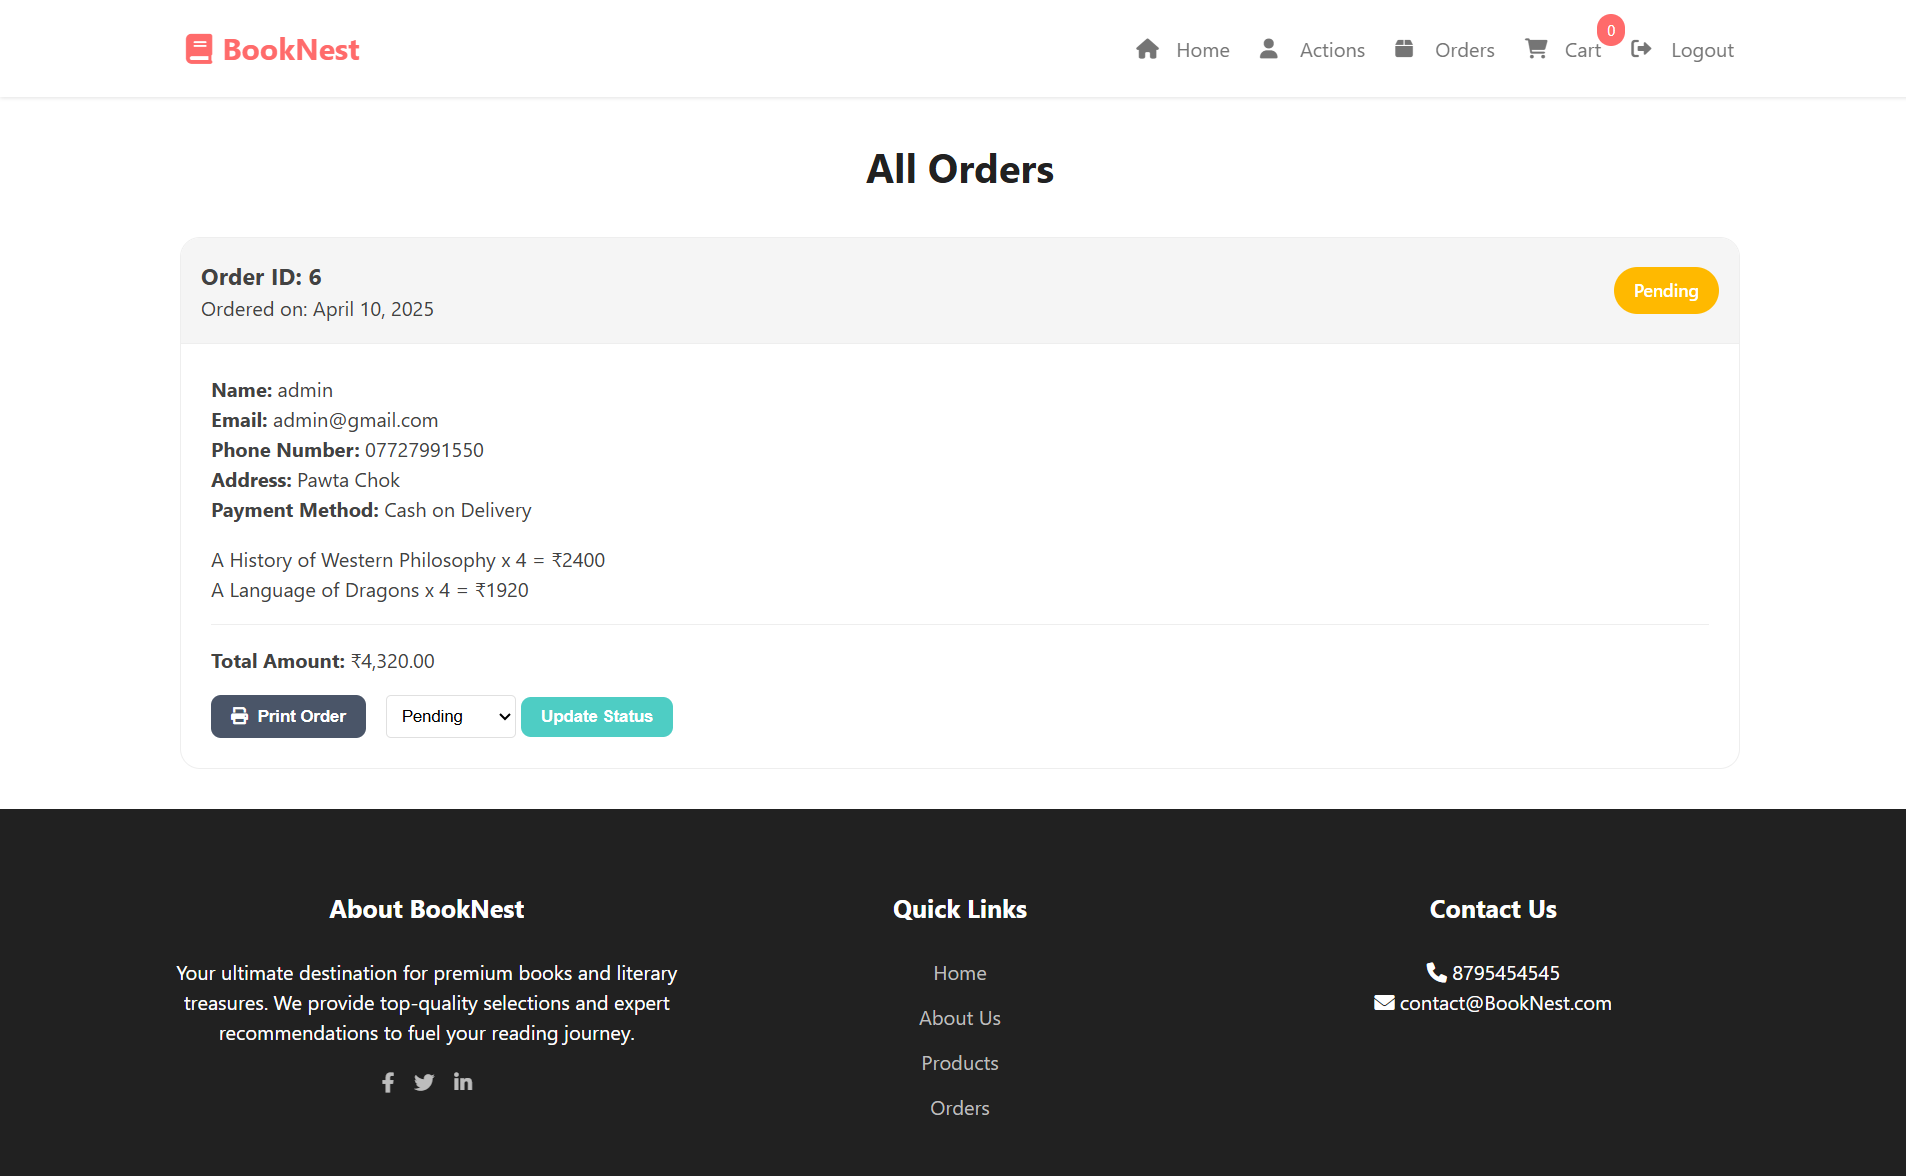 BookNest
Home Actions Orders Cart 0 Logout
All Orders
Order ID: 6
Ordered on: April 10, 2025
Pending
Name: admin
Email: admin@gmail.com
Phone Number: 07727991550
Address: Pawta Chok
Payment Method: Cash on Delivery
A History of Western Philosophy x 4 = ₹2400
A Language of Dragons x 4 = ₹1920
Total Amount: ₹4,320.00
Print Order Pending Update Status
About BookNest
Your ultimate destination for premium books and literary
treasures. We provide top-quality selections and expert
recommendations to fuel your reading journey.
Quick Links
Home
About Us
Products
Orders
Contact Us
8795454545
contact@BookNest.com